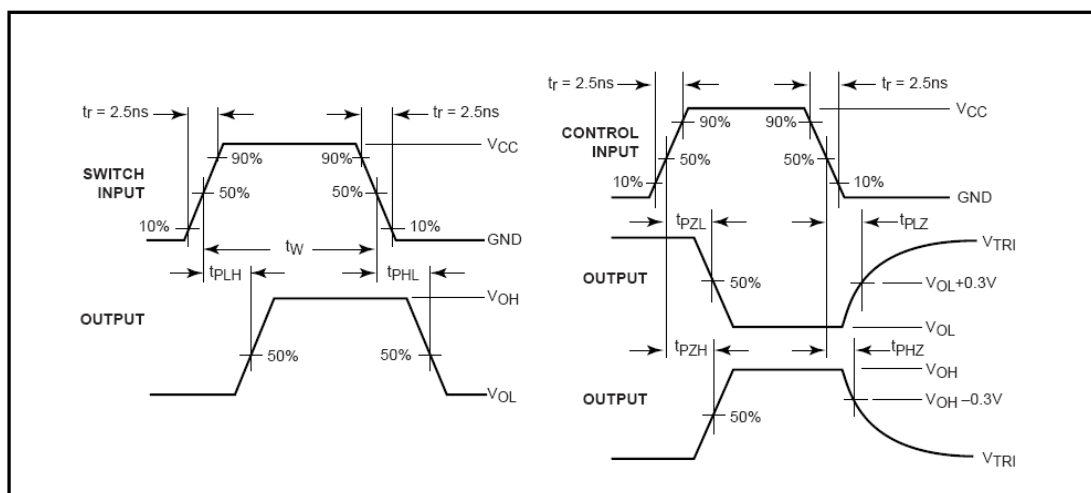 tr = 2.5ns
tr = 2.5ns
VCC
90%
90%
SWITCH
INPUT
50%
50%
10%
10%
GND
tW
tPLH
tPHL
VOH
OUTPUT
50%
50%
VOL
tr = 2.5ns
tr = 2.5ns
VCC
90%
90%
CONTROL
INPUT
50%
50%
10%
10%
GND
tPZL
tPLZ
VTRI
OUTPUT
50%
VOL+0.3V
VOL
tPZH
tPHZ
VOH
OUTPUT
VOH –0.3V
50%
VTRI